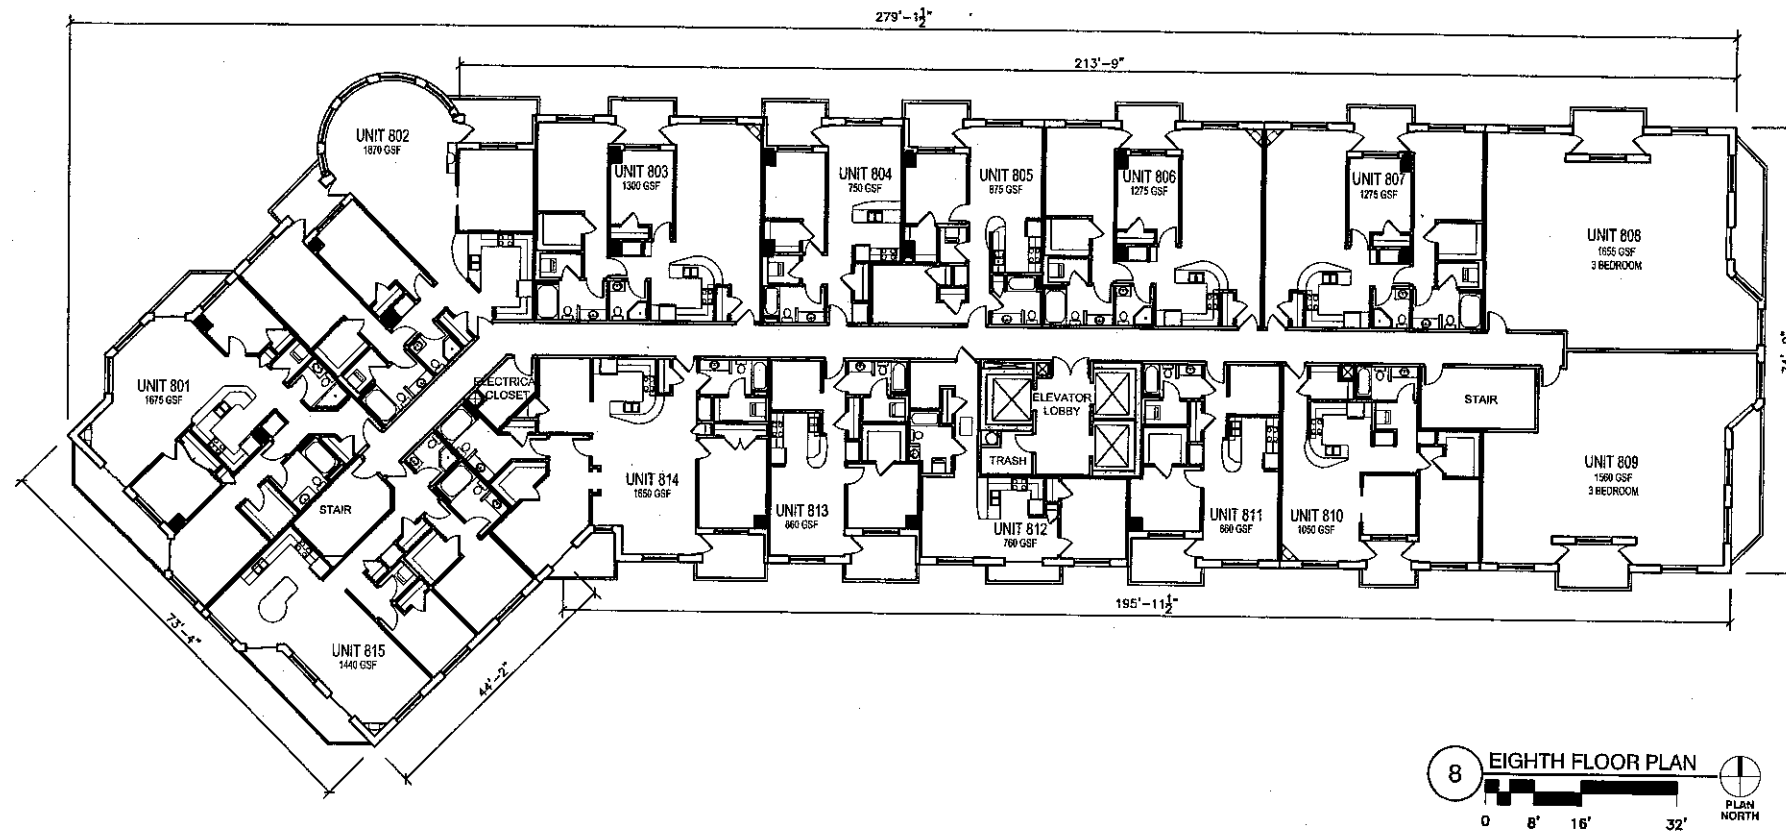 279'-1½"
213'-9"
UNIT 802
1870 GSF
UNIT 803
1300 GSF
UNIT 804
750 GSF
UNIT 805
875 GSF
UNIT 806
1275 GSF
UNIT 807
1275 GSF
UNIT 808
1655 GSF
3 BEDROOM
UNIT 801
1675 GSF
ELECTRICAL
CLOSET
ELEVATOR
LOBBY
STAIR
TRASH
UNIT 814
1650 GSF
UNIT 813
860 GSF
UNIT 812
760 GSF
UNIT 811
860 GSF
UNIT 810
1050 GSF
UNIT 809
1560 GSF
3 BEDROOM
STAIR
UNIT 815
1440 GSF
73'-4"
44'-2"
195'-11½"
8
EIGHTH FLOOR PLAN
0 8' 16' 32'
PLAN
NORTH